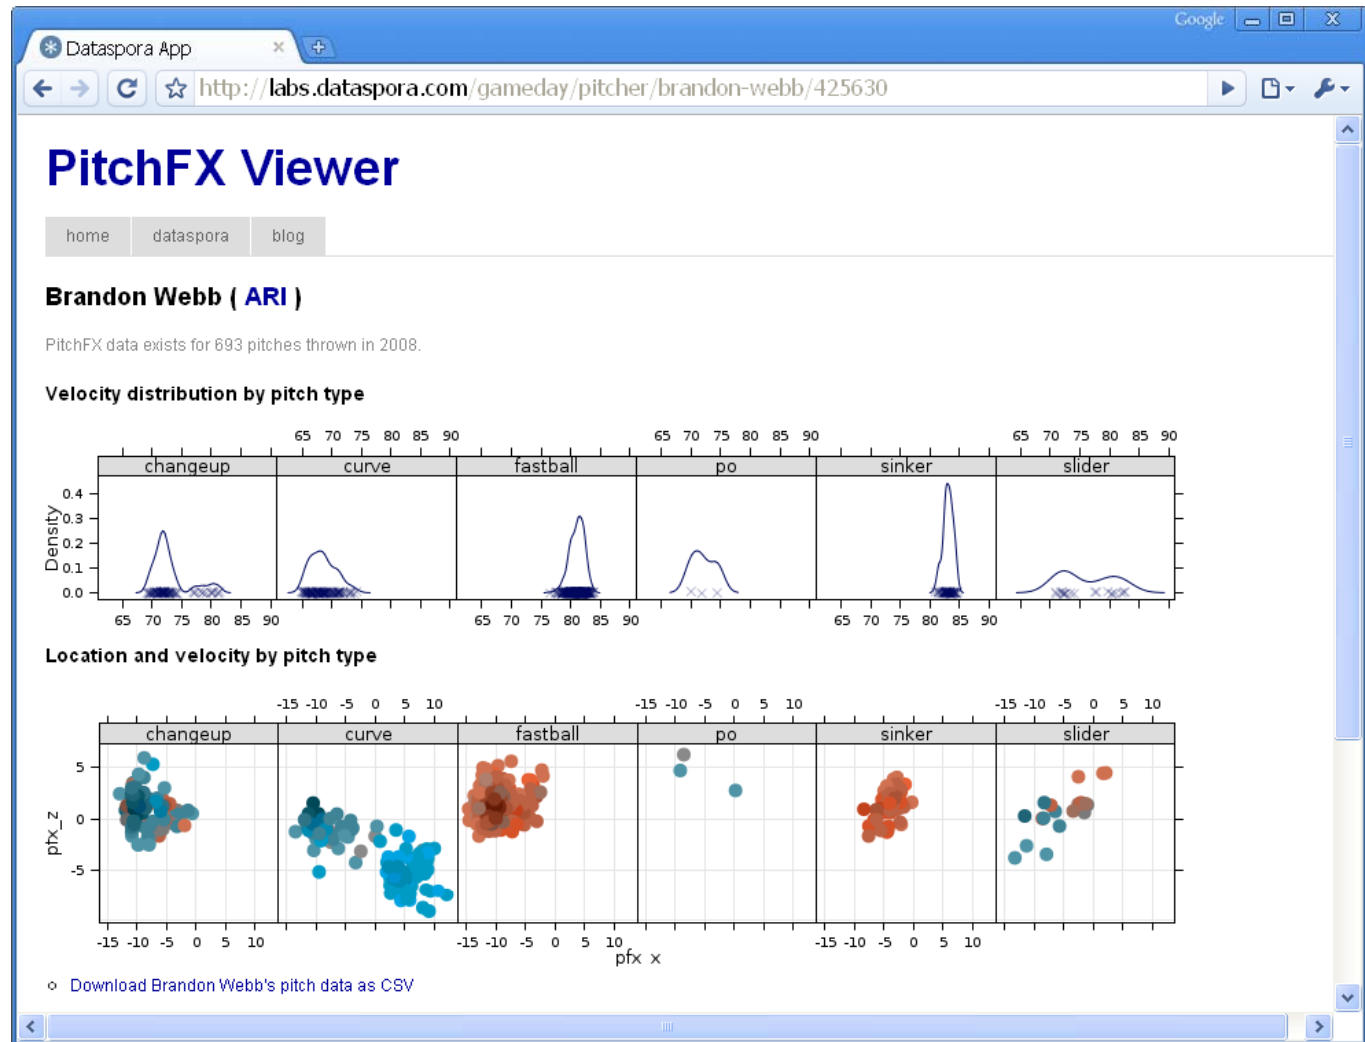 Google
Dataspora App
http://labs.dataspora.com/gameday/pitcher/brandon-webb/425630
PitchFX Viewer
home dataspora blog
Brandon Webb ( ARI )
PitchFX data exists for 693 pitches thrown in 2008.
Velocity distribution by pitch type
65 70 75 80 85 90 65 70 75 80 85 90 65 70 75 80 85 90
changeup curve fastball po sinker slider
Density
0.4
0.3
0.2
0.1
0.0
65 70 75 80 85 90 65 70 75 80 85 90 65 70 75 80 85 90
Location and velocity by pitch type
-15 -10 -5 0 5 10 -15 -10 -5 0 5 10 -15 -10 -5 0 5 10
changeup curve fastball po sinker slider
pfx_z
5
0
-5
-15 -10 -5 0 5 10 -15 -10 -5 0 5 10 -15 -10 -5 0 5 10
pfx_x
Download Brandon Webb's pitch data as CSV